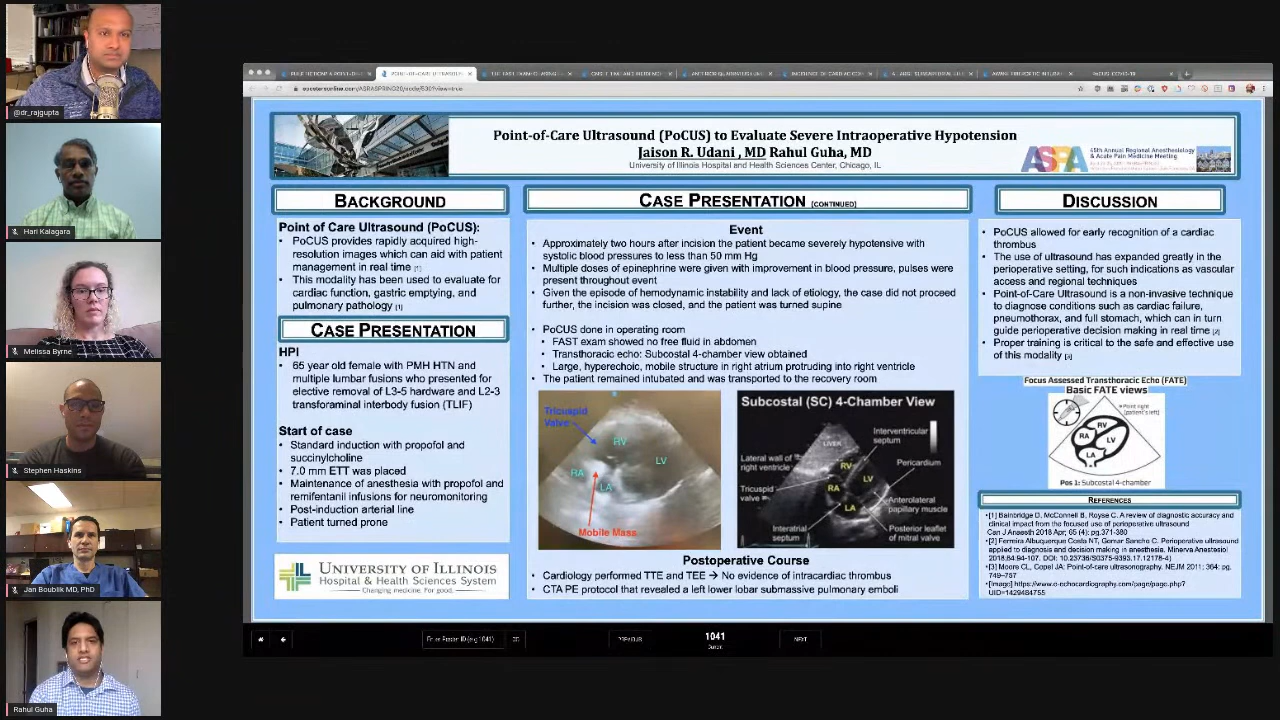 @dr_rajgupta
Hari Kalagara
Melissa Byrne
Stephen Haskins
Jan Boublik MD, PhD
Rahul Guha
Point-of-Care Ultrasound (PoCUS) to Evaluate Severe Intraoperative Hypotension
Jaison R. Udani , MD Rahul Guha, MD
University of Illinois Hospital and Health Sciences Center, Chicago, IL
45th Annual Regional Anesthesiology
& Acute Pain Medicine Meeting
BACKGROUND
Point of Care Ultrasound (PoCUS):
• PoCUS provides rapidly acquired high-
resolution images which can aid with patient
management in real time [1]
• This modality has been used to evaluate for
cardiac function, gastric emptying, and
pulmonary pathology [1]
CASE PRESENTATION
HPI
• 65 year old female with PMH HTN and
multiple lumbar fusions who presented for
elective removal of L3-5 hardware and L2-3
transforaminal interbody fusion (TLIF)
Start of case
• Standard induction with propofol and
succinylcholine
• 7.0 mm ETT was placed
• Maintenance of anesthesia with propofol and
remifentanil infusions for neuromonitoring
• Post-induction arterial line
• Patient turned prone
UNIVERSITY OF ILLINOIS
Hospital & Health Sciences System
Changing medicine. For good.
CASE PRESENTATION [CONTINUED]
Event
• Approximately two hours after incision the patient became severely hypotensive with
systolic blood pressures to less than 50 mm Hg
• Multiple doses of epinephrine were given with improvement in blood pressure, pulses were
present throughout event
• Given the episode of hemodynamic instability and lack of etiology, the case did not proceed
further, the incision was closed, and the patient was turned supine
• PoCUS done in operating room
• FAST exam showed no free fluid in abdomen
• Transthoracic echo: Subcostal 4-chamber view obtained
• Large, hyperechoic, mobile structure in right atrium protruding into right ventricle
• The patient remained intubated and was transported to the recovery room
Tricuspid
Valve
RV
LV
RA
LA
Mobile Mass
Subcostal (SC) 4-Chamber View
LIVER
Interventricular
septum
Lateral wall of
right ventricle
RV
Pericardium
LV
Tricuspid
valve
RA
LA
Anterolateral
papillary muscle
Interatrial
septum
Posterior leaflet
of mitral valve
Postoperative Course
• Cardiology performed TTE and TEE → No evidence of intracardiac thrombus
• CTA PE protocol that revealed a left lower lobar submassive pulmonary emboli
DISCUSSION
• PoCUS allowed for early recognition of a cardiac
thrombus
• The use of ultrasound has expanded greatly in the
perioperative setting, for such indications as vascular
access and regional techniques
• Point-of-Care Ultrasound is a non-invasive technique
to diagnose conditions such as cardiac failure,
pneumothorax, and full stomach, which can in turn
guide perioperative decision making in real time [2]
• Proper training is critical to the safe and effective use
of this modality [3]
Focus Assessed Transthoracic Echo (FATE)
Basic FATE views
Point right
(patient's left)
RV
RA
LV
LA
Pos 1: Subcostal 4-chamber
REFERENCES
•[1] Bainbridge D, McConnell B, Royse C. A review of diagnostic accuracy and
clinical impact from the focused use of perioperative ultrasound
Can J Anaesth 2018 Apr; 65 (4): pg.371-380
•[2] Fermira Albuquerque Costa NT, Gomar Sancho C. Perioperative ultrasound
applied to diagnosis and decision making in anesthesia. Minerva Anestesiol
2018;84:94-107. DOI: 10.23736/S0375-9393.17.12178-4)
•[3] Moore CL, Copel JA: Point-of-care ultrasonography. NEJM 2011; 364: pg.
749–757
•[Image] https://www.e-echocardiography.com/page/page.php?
UID=1429484755
PREVIOUS
1041
NEXT